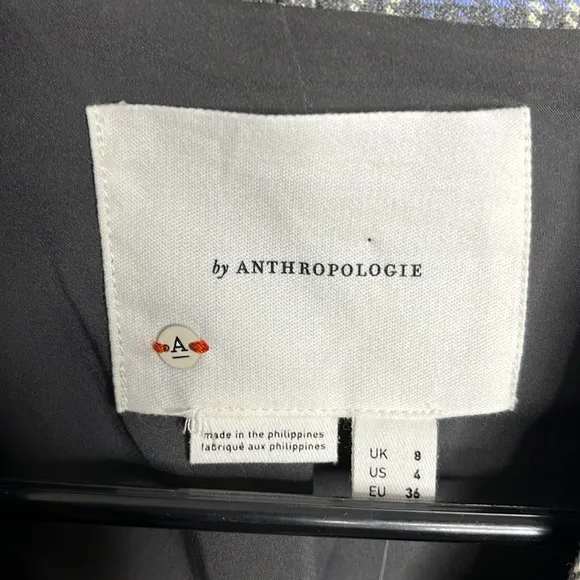 by ANTHROPOLOGIE
A
made in the philippines
fabriqué aux philippines
UK 8
US 4
EU 36